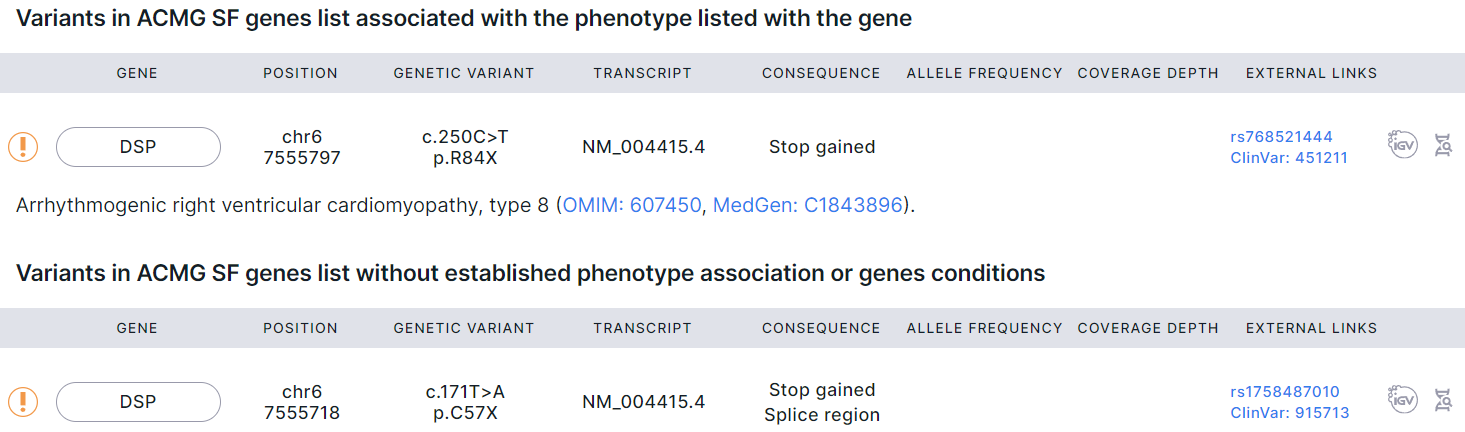 Variants in ACMG SF genes list associated with the phenotype listed with the gene
GENE POSITION GENETIC VARIANT TRANSCRIPT CONSEQUENCE ALLELE FREQUENCY COVERAGE DEPTH EXTERNAL LINKS
DSP
chr6
7555797
c.250C>T
p.R84X
NM_004415.4
Stop gained
rs768521444
ClinVar: 451211
iGV
Arrhythmogenic right ventricular cardiomyopathy, type 8 (OMIM: 607450, MedGen: C1843896).
Variants in ACMG SF genes list without established phenotype association or genes conditions
GENE POSITION GENETIC VARIANT TRANSCRIPT CONSEQUENCE ALLELE FREQUENCY COVERAGE DEPTH EXTERNAL LINKS
DSP
chr6
7555718
c.171T>A
p.C57X
NM_004415.4
Stop gained
Splice region
rs1758487010
ClinVar: 915713
iGV